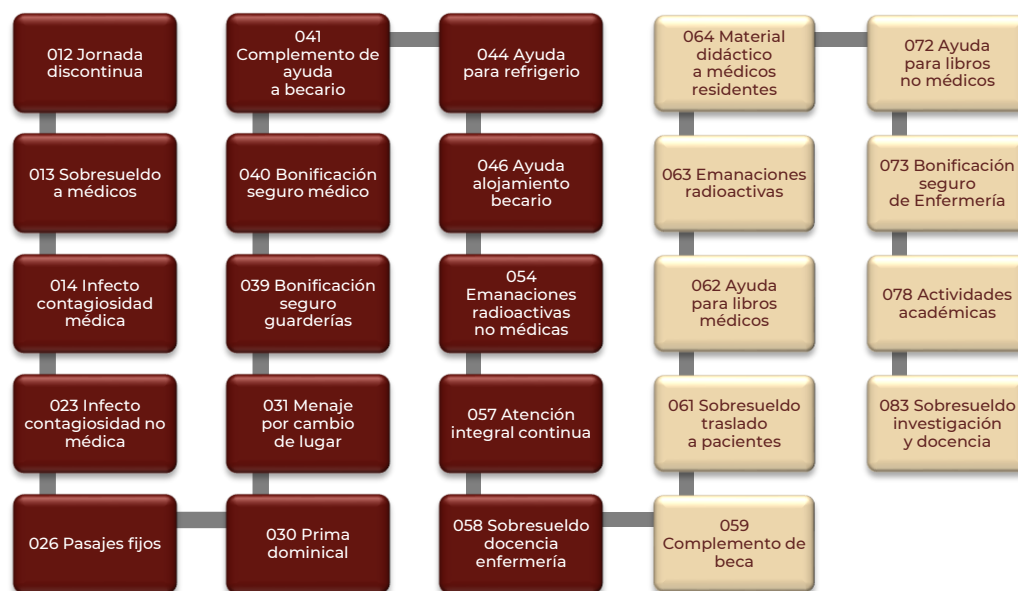 012 Jornada
discontinua
013 Sobresueldo
a médicos
014 Infecto
contagiosidad
médica
023 Infecto
contagiosidad no
médica
026 Pasajes fijos
030 Prima
dominical
031 Menaje
por cambio
de lugar
039 Bonificación
seguro
guarderías
040 Bonificación
seguro médico
041
Complemento de
ayuda
a becario
044 Ayuda
para refrigerio
046 Ayuda
alojamiento
becario
054
Emanaciones
radioactivas
no médicas
057 Atención
integral continua
058 Sobresueldo
docencia
enfermería
059
Complemento de
beca
061 Sobresueldo
traslado
a pacientes
062 Ayuda
para libros
médicos
063 Emanaciones
radioactivas
064 Material
didáctico
a médicos
residentes
072 Ayuda
para libros
no médicos
073 Bonificación
seguro
de Enfermería
078 Actividades
académicas
083 Sobresueldo
investigación
y docencia